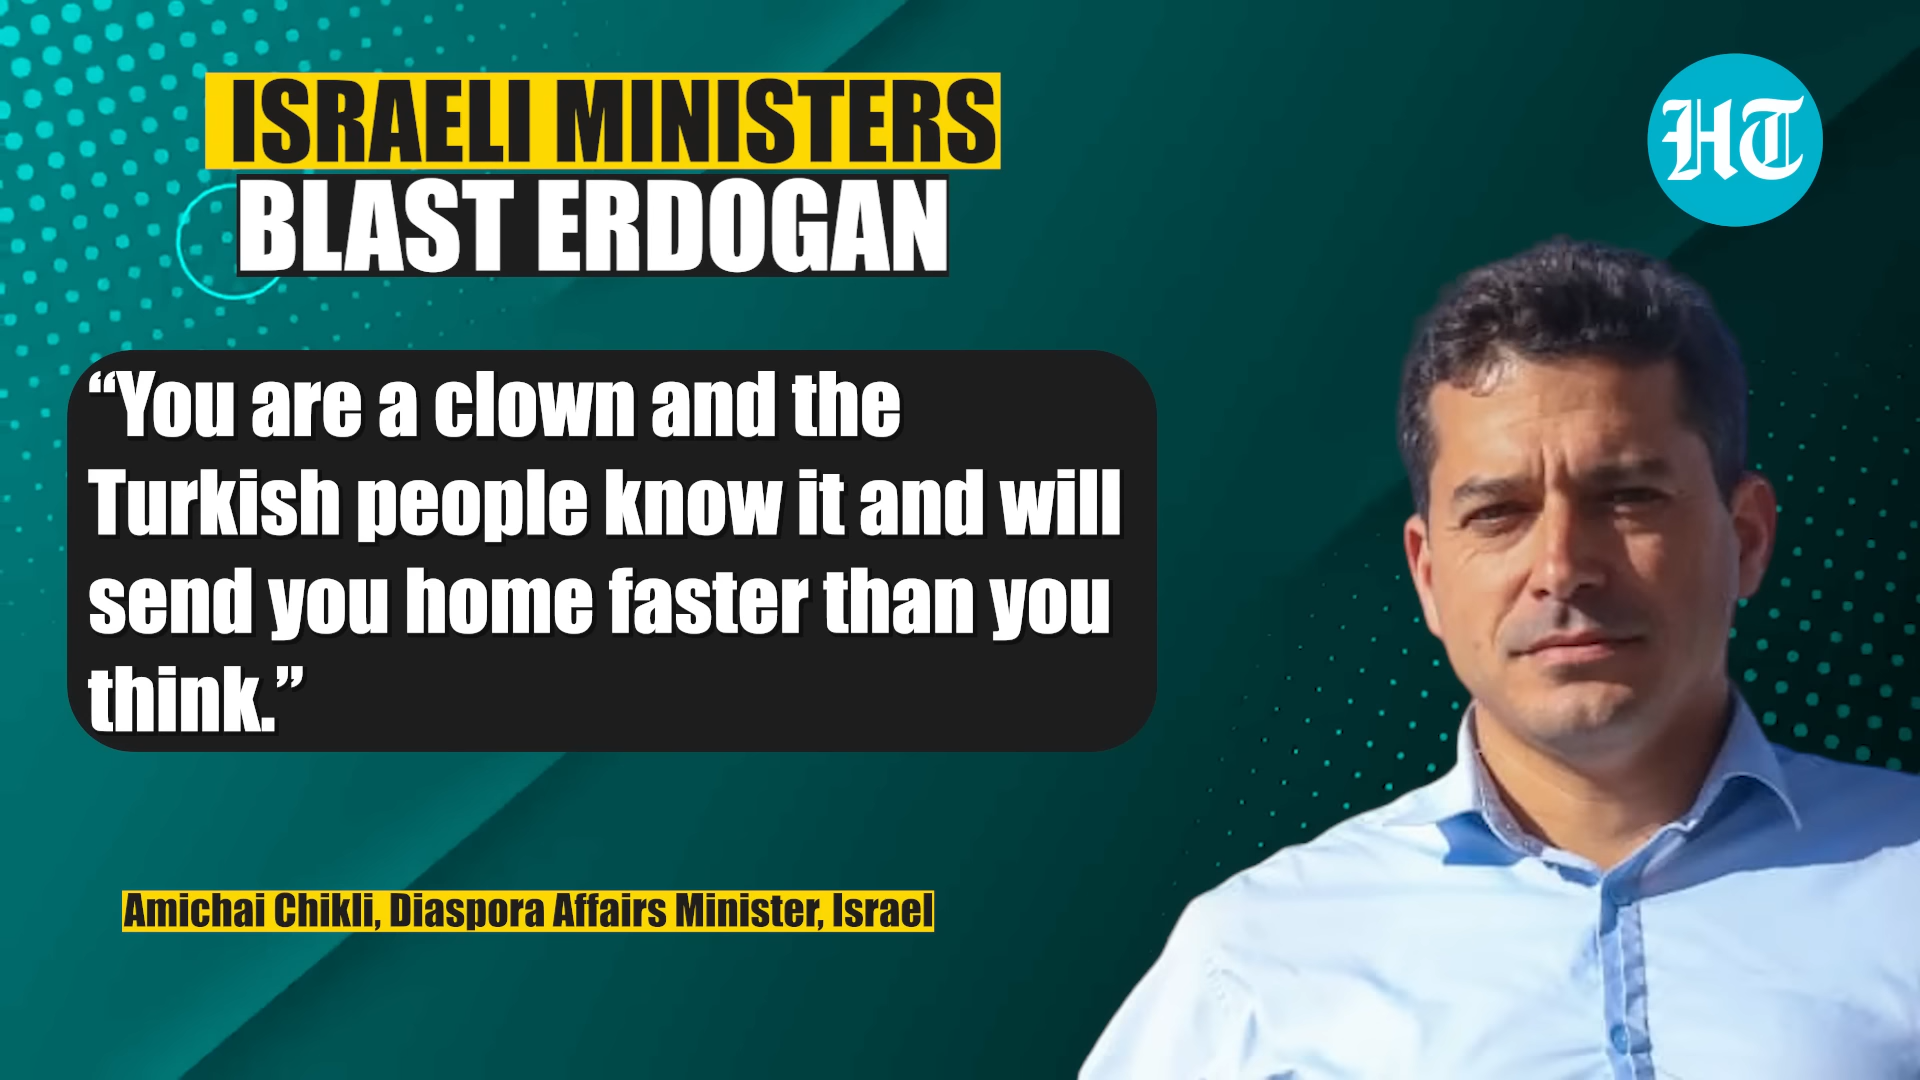 ISRAELI MINISTERS
BLAST ERDOGAN
HT
“You are a clown and the
Turkish people know it and will
send you home faster than you
think.”
Amichai Chikli, Diaspora Affairs Minister, Israel